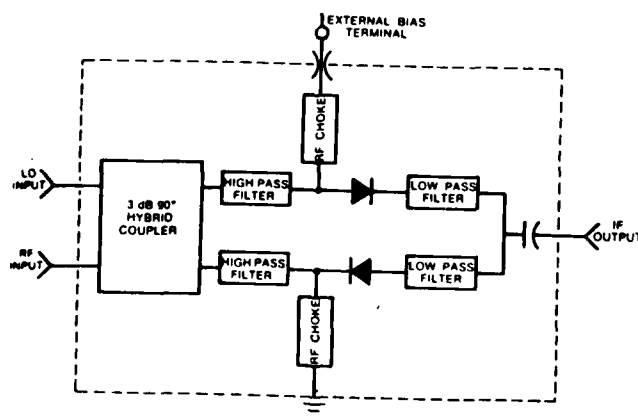 EXTERNAL BIAS
TERMINAL
RF CHOKE
LO
INPUT
3 dB 90°
HYBRID
COUPLER
HIGH PASS
FILTER
LOW PASS
FILTER
IF
OUTPUT
RF
INPUT
HIGH PASS
FILTER
LOW PASS
FILTER
RF CHOKE